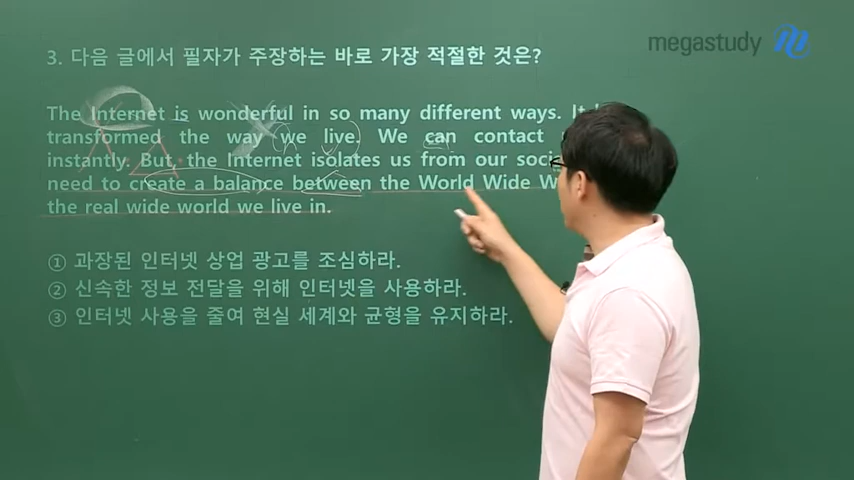 megastudy
3. 다음 글에서 필자가 주장하는 바로 가장 적절한 것은?
The Internet is wonderful in so many different ways. It
transformed the way we live. We can contact
instantly. But, the Internet isolates us from our
need to create a balance between the World Wide
the real wide world we live in.
① 과장된 인터넷 상업 광고를 조심하라.
② 신속한 정보 전달을 위해 인터넷을 사용하라.
③ 인터넷 사용을 줄여 현실 세계와 균형을 유지하라.